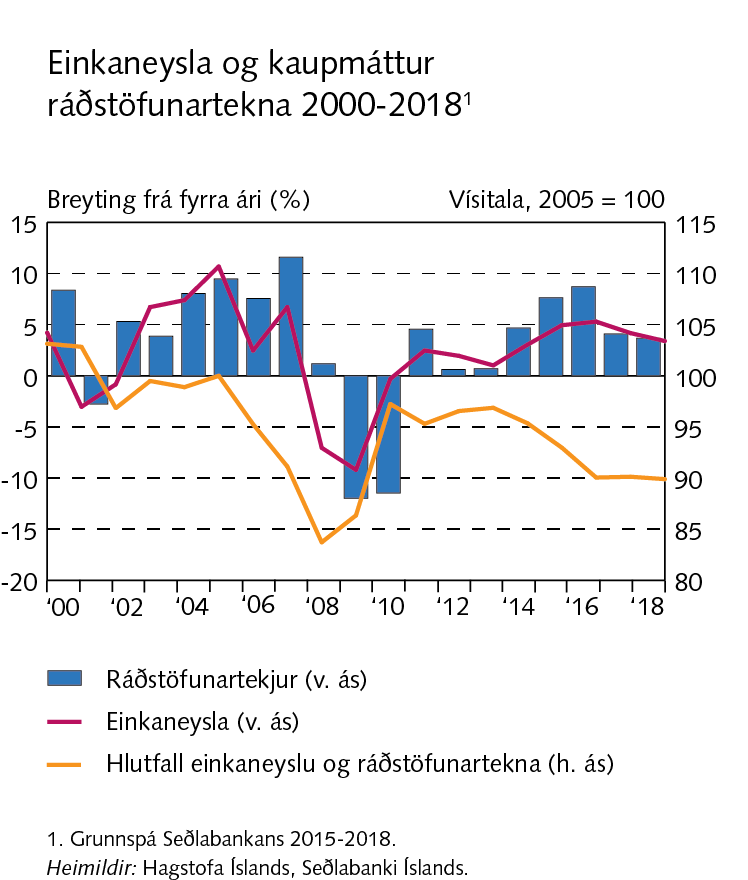 Einkaneysla og kaupmáttur
ráðstöfunartekna 2000-2018¹
Breyting frá fyrra ári (%) Vísitala, 2005 = 100
15 115
10 110
5 105
0 100
-5 95
-10 90
-15 85
-20 80
‘00 ‘02 ‘04 ‘06 ‘08 ‘10 ‘12 ‘14 ‘16 ‘18
Ráðstöfunartekjur (v. ás)
Einkaneysla (v. ás)
Hlutfall einkaneyslu og ráðstöfunartekna (h. ás)
1. Grunnspá Seðlabankans 2015-2018.
Heimildir: Hagstofa Íslands, Seðlabanki Íslands.